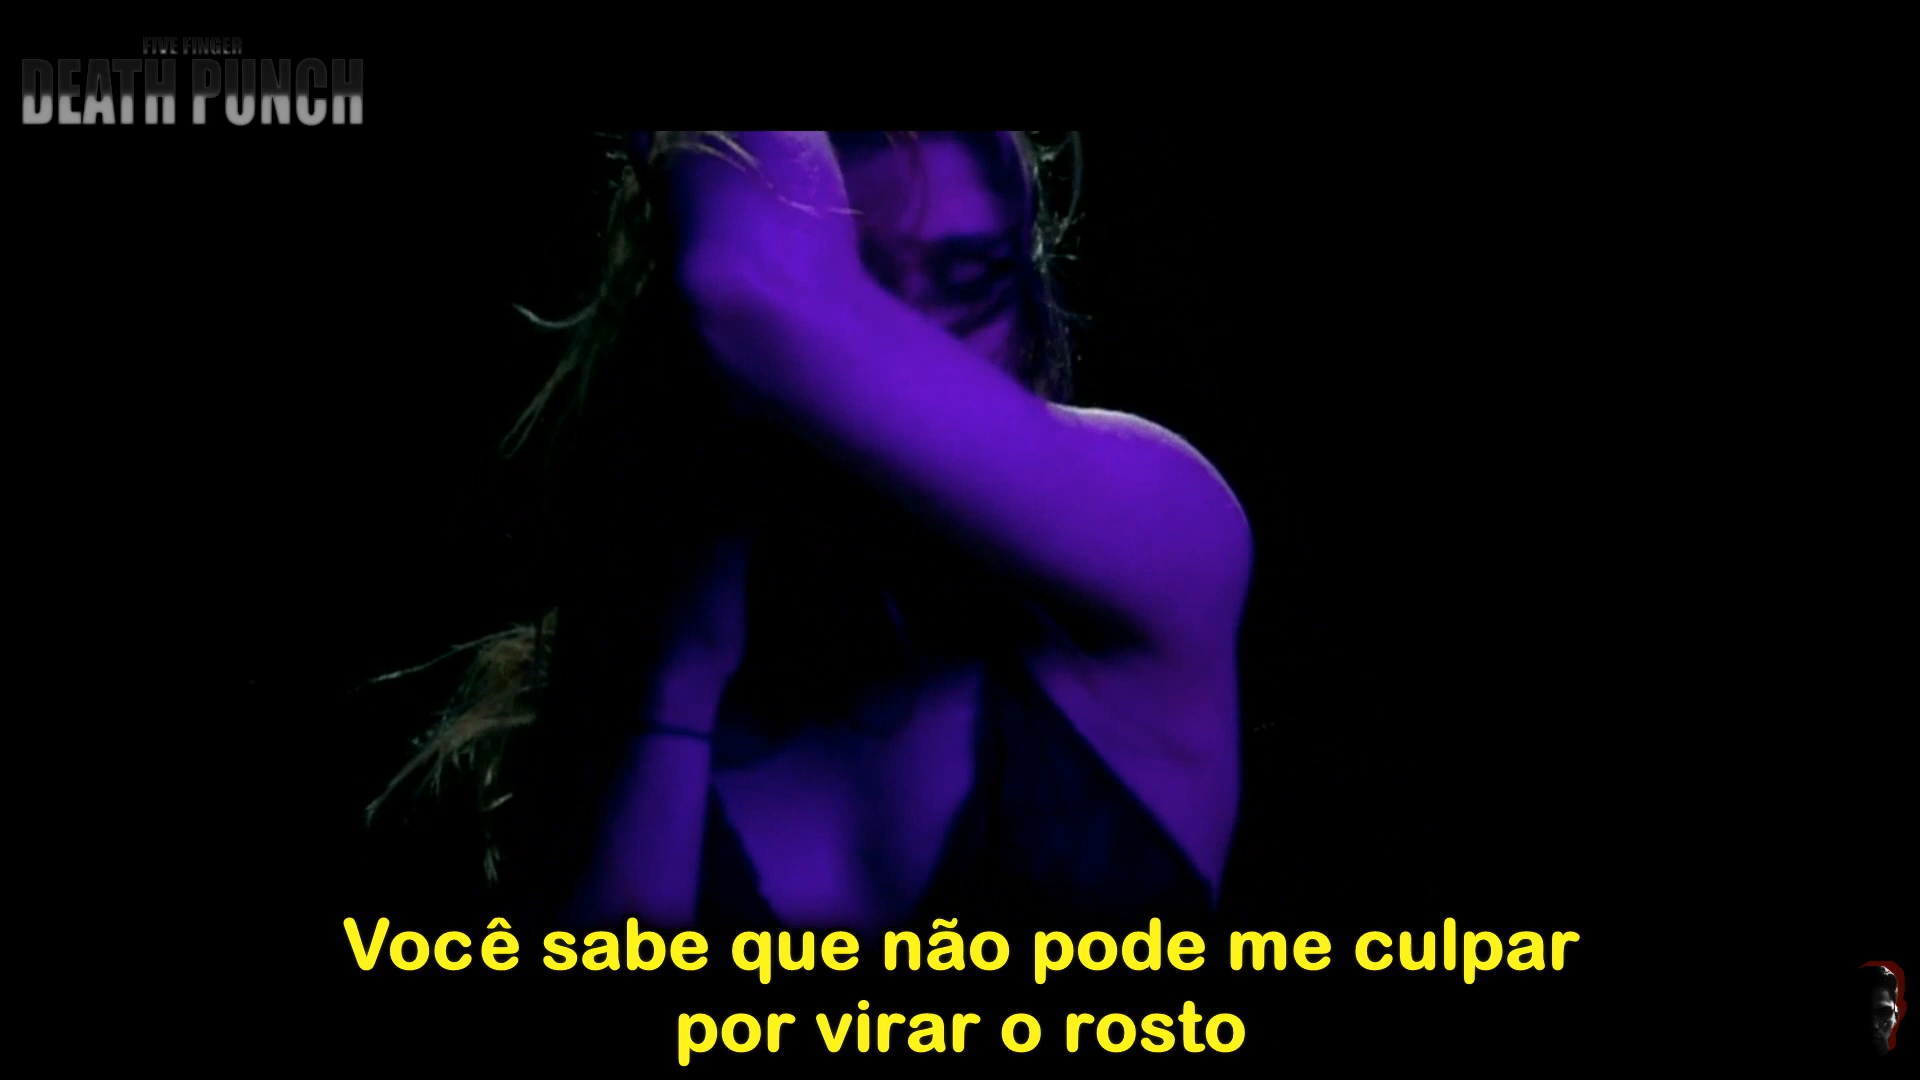 FIVE FINGER
DEATH PUNCH
Você sabe que não pode me culpar
por virar o rosto